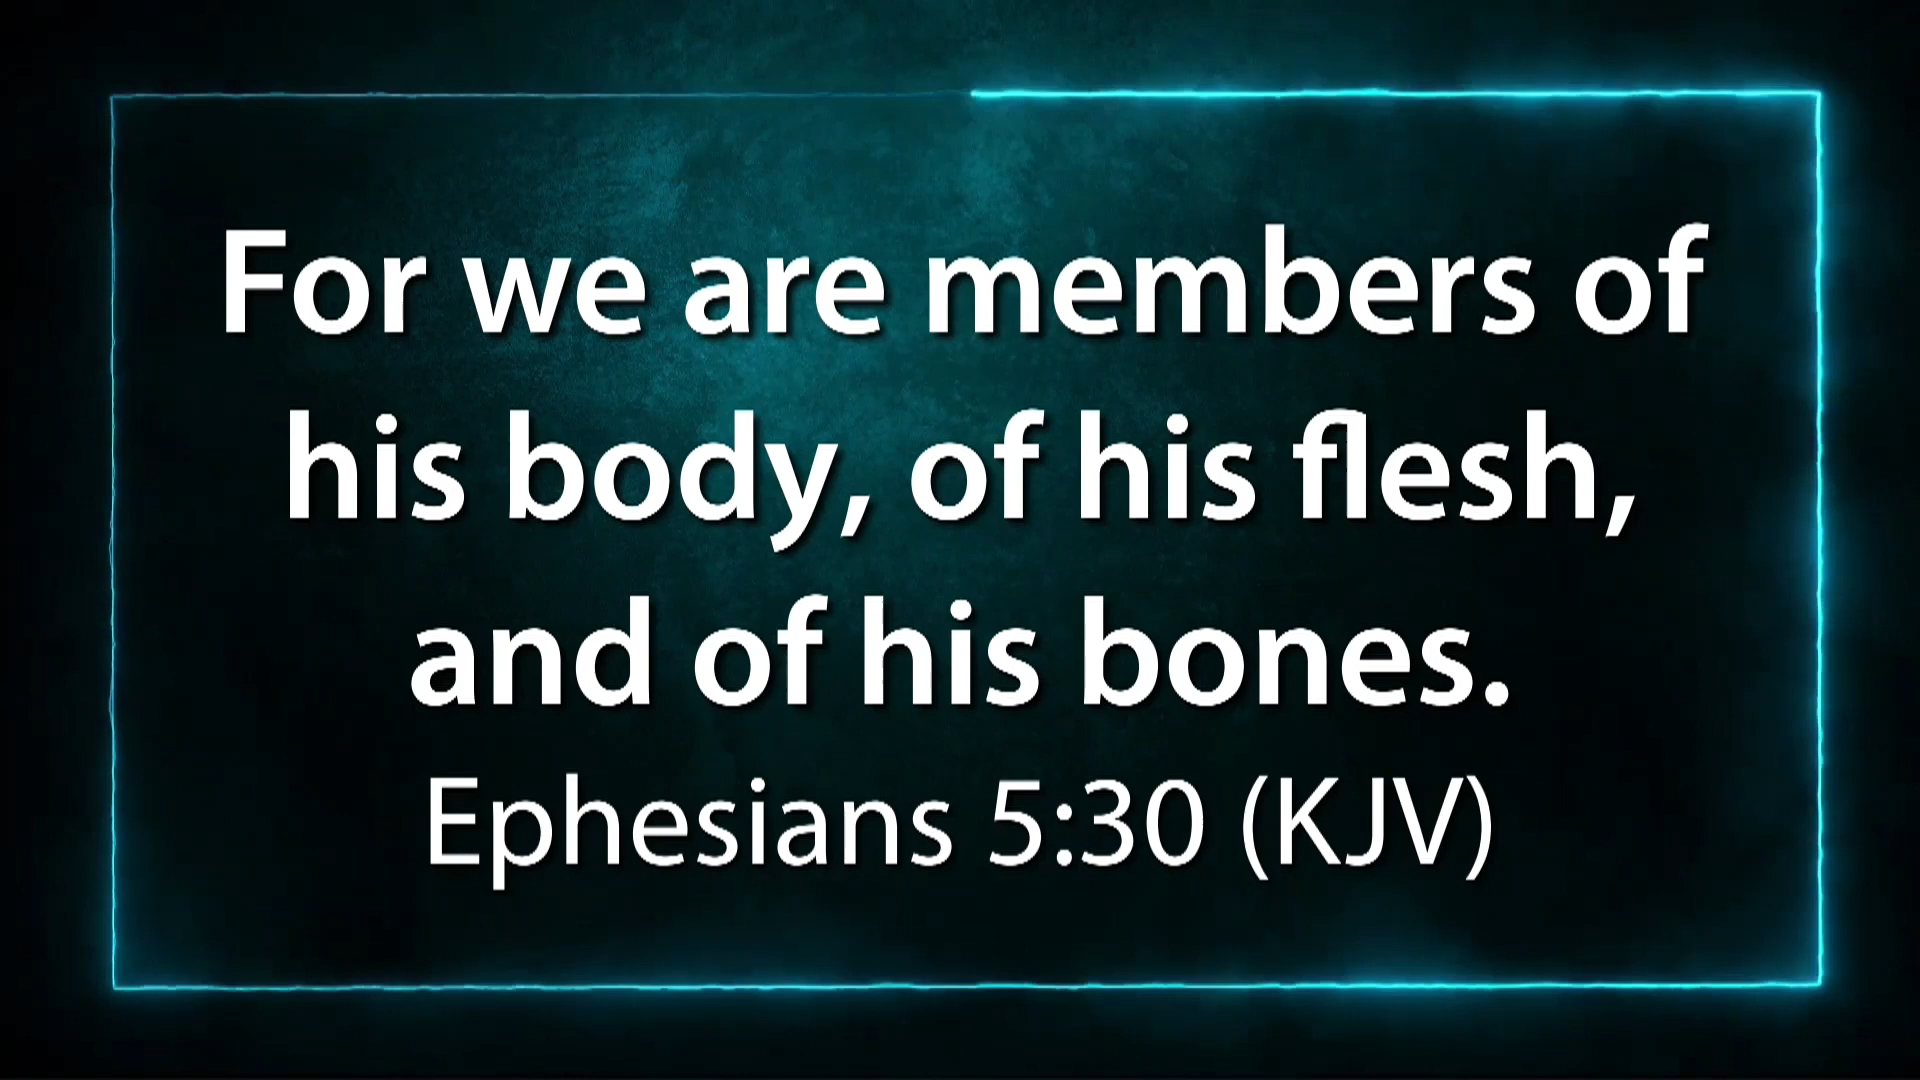 For we are members of
his body, of his flesh,
and of his bones.
Ephesians 5:30 (KJV)